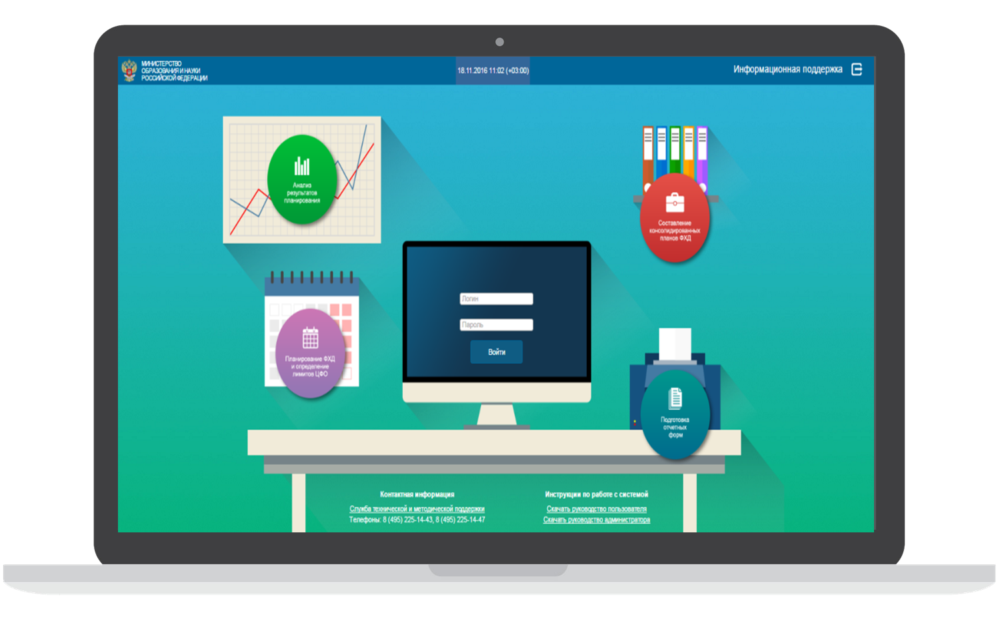 МИНИСТЕРСТВО
ОБРАЗОВАНИЯ И НАУКИ
РОССИЙСКОЙ ФЕДЕРАЦИИ
18.11.2016 11:02 (+03:00)
Информационная поддержка
Анализ
результатов
планирования
Составление
консолидированных
планов ФХД
Логин
Пароль
Войти
Планирование ФХД
и определение
лимитов ЦФО
Подготовка
отчетных
форм
Контактная информация
Служба технической и методической поддержки
Телефоны: 8 (495) 225-14-43, 8 (495) 225-14-47
Инструкции по работе с системой
Скачать руководство пользователя
Скачать руководство администратора